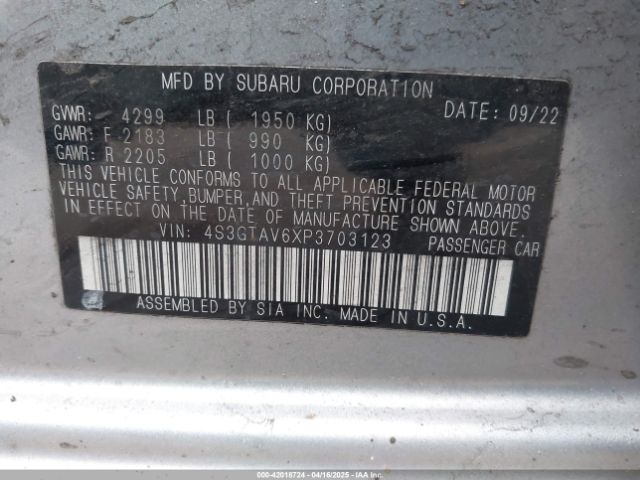 MFD BY SUBARU CORPORATION
GVWR: 4299 LB ( 1950 KG) DATE: 09/22
GAWR: F 2183 LB ( 990 KG)
GAWR: R 2205 LB ( 1000 KG)
THIS VEHICLE CONFORMS TO ALL APPLICABLE FEDERAL MOTOR
VEHICLE SAFETY,BUMPER,AND THEFT PREVENTION STANDARDS
IN EFFECT ON THE DATE OF MANUFACTURE SHOWN ABOVE.
VIN: 4S3GTAV6XP3703123 PASSENGER CAR
ASSEMBLED BY SIA INC. MADE IN U.S.A.
000-42018724 - 04/16/2025 - IAAI, Inc.